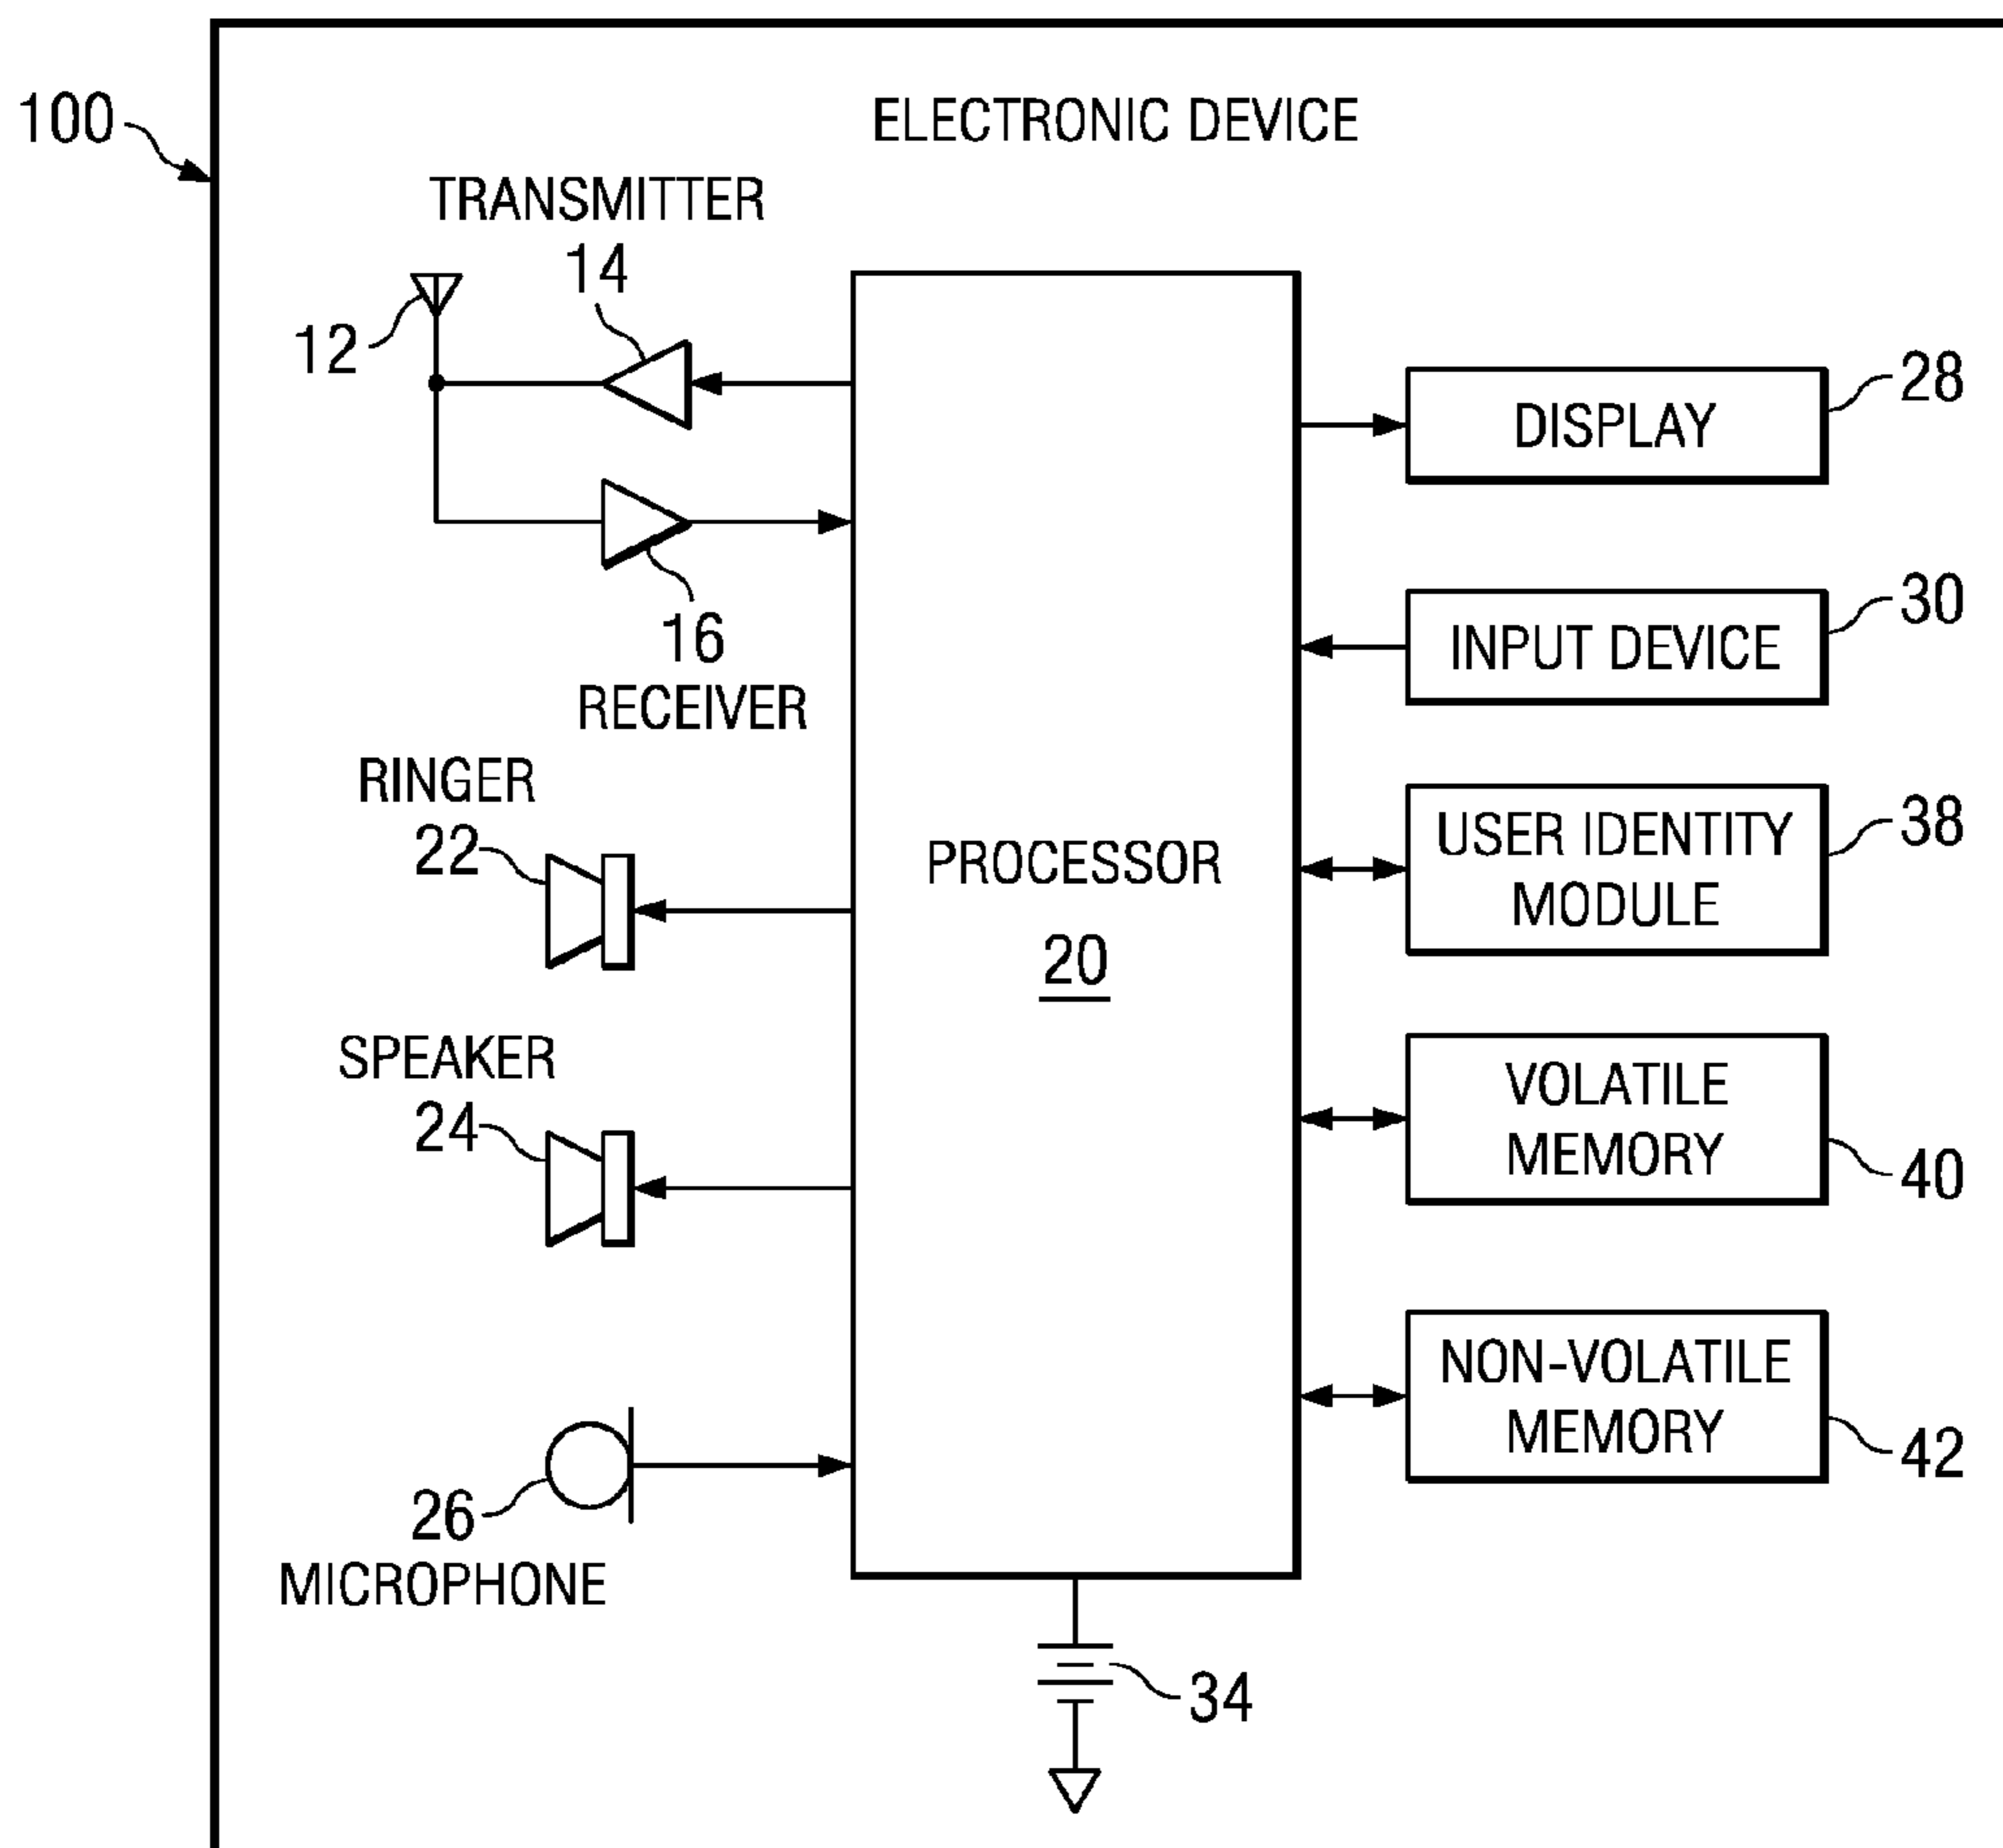 100
ELECTRONIC DEVICE
TRANSMITTER
14
12
16
RECEIVER
RINGER
22
SPEAKER
24
26
MICROPHONE
PROCESSOR
20
34
DISPLAY
28
INPUT DEVICE
30
USER IDENTITY
MODULE
38
VOLATILE
MEMORY
40
NON-VOLATILE
MEMORY
42